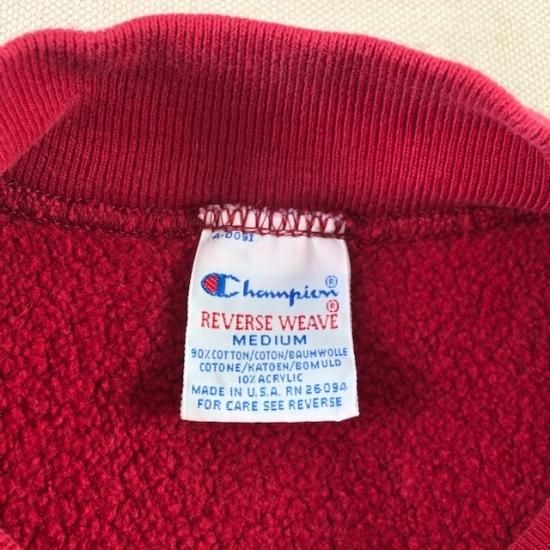 A-0091
Champion®
REVERSE WEAVE®
MEDIUM
90% COTTON/COTON/BAUMWOLLE
COTONE/KATOEN/BOMULD
10% ACRYLIC
MADE IN U.S.A. RN 26094
FOR CARE SEE REVERSE